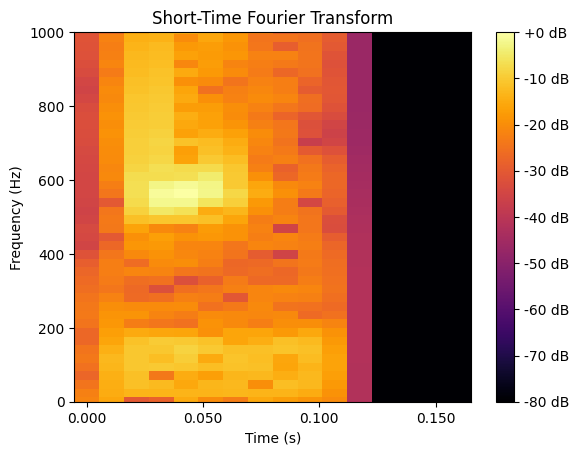 Short-Time Fourier Transform
1000
800
600
400
200
0
Frequency (Hz)
0.000
0.050
0.100
0.150
Time (s)
+0 dB
-10 dB
-20 dB
-30 dB
-40 dB
-50 dB
-60 dB
-70 dB
-80 dB